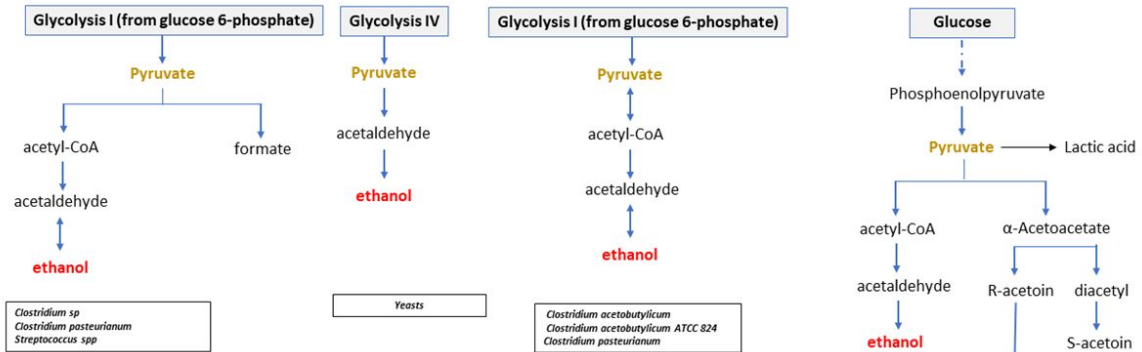 Glycolysis I (from glucose 6-phosphate)
Pyruvate
acetyl-CoA
formate
acetaldehyde
ethanol
Clostridium sp
Clostridium pasteurianum
Streptococcus spp
Glycolysis IV
Pyruvate
acetaldehyde
ethanol
Yeasts
Glycolysis I (from glucose 6-phosphate)
Pyruvate
acetyl-CoA
acetaldehyde
ethanol
Clostridium acetobutylicum
Clostridium acetobutylicum ATCC 824
Clostridium pasteurianum
Glucose
Phosphoenolpyruvate
Pyruvate
Lactic acid
acetyl-CoA
α-Acetoacetate
acetaldehyde
R-acetoin
diacetyl
ethanol
S-acetoin